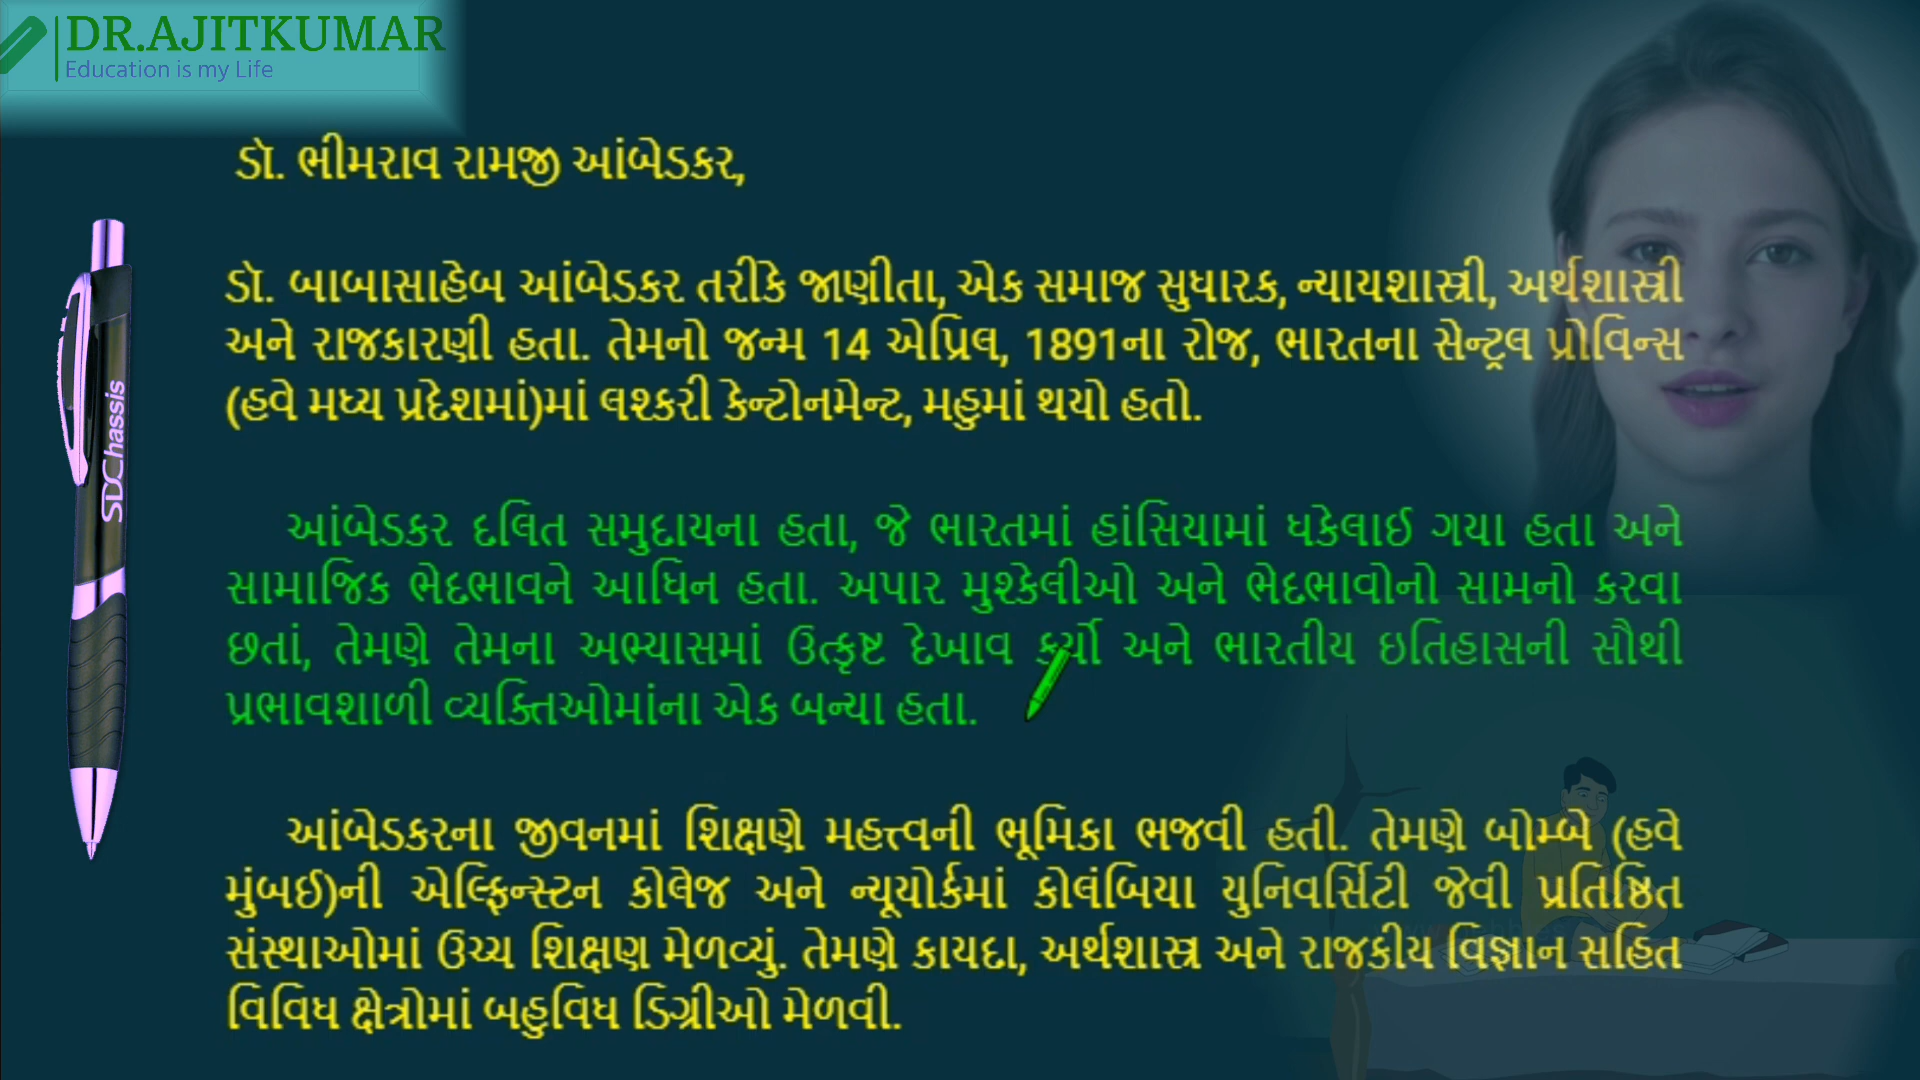 DR.AJITKUMAR
Education is my Life
ડૉ. ભીમરાવ રામજી આંબેડકર,
ડૉ. બાબાસાહેબ આંબેડકર તરીકે જાણીતા, એક સમાજ સુધારક, ન્યાયશાસ્ત્રી, અર્થશાસ્ત્રી
અને રાજકારણી હતા. તેમનો જન્મ 14 એપ્રિલ, 1891ના રોજ, ભારતના સેન્ટ્રલ પ્રોવિન્સ
(હવે મધ્ય પ્રદેશમાં)માં લશ્કરી કેન્ટોનમેન્ટ, મહુમાં થયો હતો.
આંબેડકર દલિત સમુદાયના હતા, જે ભારતમાં હાંસિયામાં ધકેલાઈ ગયા હતા અને
સામાજિક ભેદભાવને આધિન હતા. અપાર મુશ્કેલીઓ અને ભેદભાવોનો સામનો કરવા
છતાં, તેમણે તેમના અભ્યાસમાં ઉત્કૃષ્ટ દેખાવ કર્યો અને ભારતીય ઇતિહાસની સૌથી
પ્રભાવશાળી વ્યક્તિઓમાંના એક બન્યા હતા.
આંબેડકરના જીવનમાં શિક્ષણે મહત્ત્વની ભૂમિકા ભજવી હતી. તેમણે બોમ્બે (હવે
મુંબઈ)ની એલ્ફિન્સ્ટન કોલેજ અને ન્યૂયોર્કમાં કોલંબિયા યુનિવર્સિટી જેવી પ્રતિષ્ઠિત
સંસ્થાઓમાં ઉચ્ચ શિક્ષણ મેળવ્યું. તેમણે કાયદા, અર્થશાસ્ત્ર અને રાજકીય વિજ્ઞાન સહિત
વિવિધ ક્ષેત્રોમાં બહુવિધ ડિગ્રીઓ મેળવી.
SDChassis